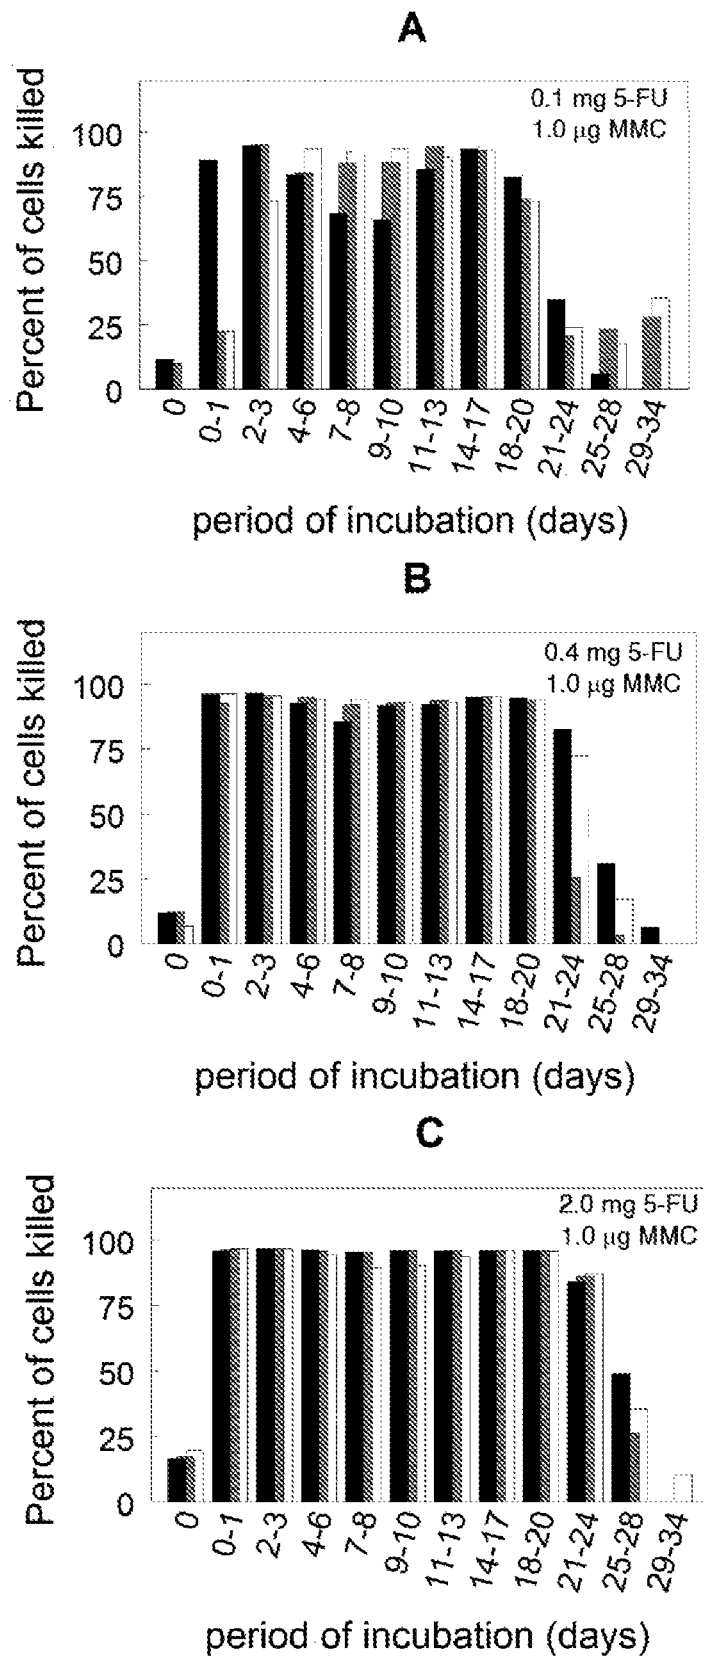 A
0.1 mg 5-FU
1.0 µg MMC
Percent of cells killed
100
75
50
25
0
0 0-1 2-3 4-6 7-8 9-10 11-13 14-17 18-20 21-24 25-28 29-34
period of incubation (days)
B
0.4 mg 5-FU
1.0 µg MMC
Percent of cells killed
100
75
50
25
0
0 0-1 2-3 4-6 7-8 9-10 11-13 14-17 18-20 21-24 25-28 29-34
period of incubation (days)
C
2.0 mg 5-FU
1.0 µg MMC
Percent of cells killed
100
75
50
25
0
0 0-1 2-3 4-6 7-8 9-10 11-13 14-17 18-20 21-24 25-28 29-34
period of incubation (days)